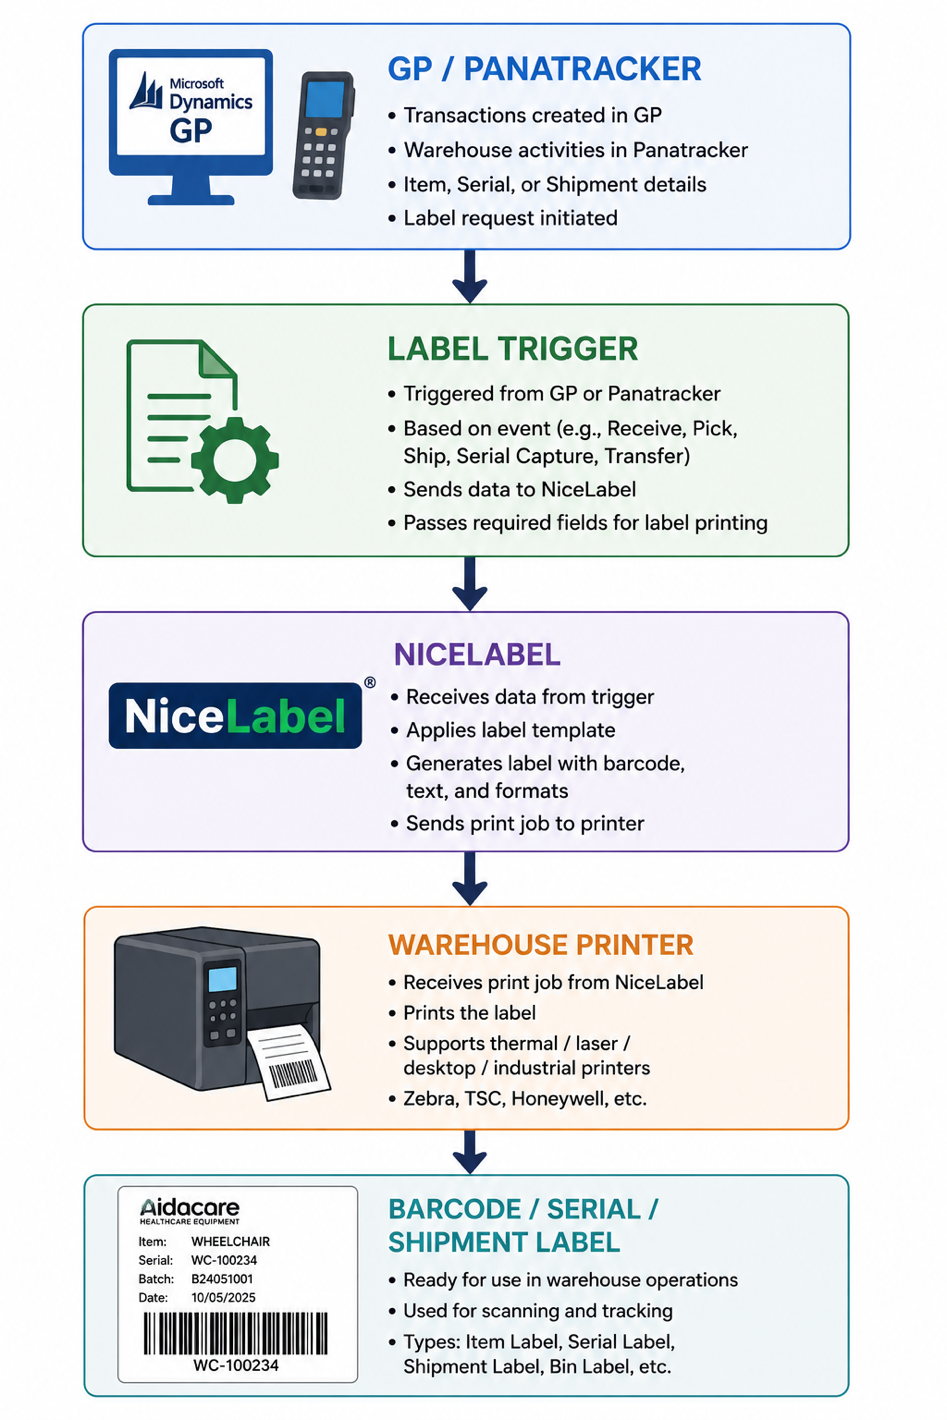 Microsoft
Dynamics
GP
GP / PANATRACKER
• Transactions created in GP
• Warehouse activities in Panatracker
• Item, Serial, or Shipment details
• Label request initiated
LABEL TRIGGER
• Triggered from GP or Panatracker
• Based on event (e.g., Receive, Pick,
Ship, Serial Capture, Transfer)
• Sends data to NiceLabel
• Passes required fields for label printing
NiceLabel®
NICELABEL
• Receives data from trigger
• Applies label template
• Generates label with barcode,
text, and formats
• Sends print job to printer
WAREHOUSE PRINTER
• Receives print job from NiceLabel
• Prints the label
• Supports thermal / laser /
desktop / industrial printers
• Zebra, TSC, Honeywell, etc.
Aidacare
HEALTHCARE EQUIPMENT
Item: WHEELCHAIR
Serial: WC-100234
Batch: B24051001
Date: 10/05/2025
WC-100234
BARCODE / SERIAL /
SHIPMENT LABEL
• Ready for use in warehouse operations
• Used for scanning and tracking
• Types: Item Label, Serial Label,
Shipment Label, Bin Label, etc.